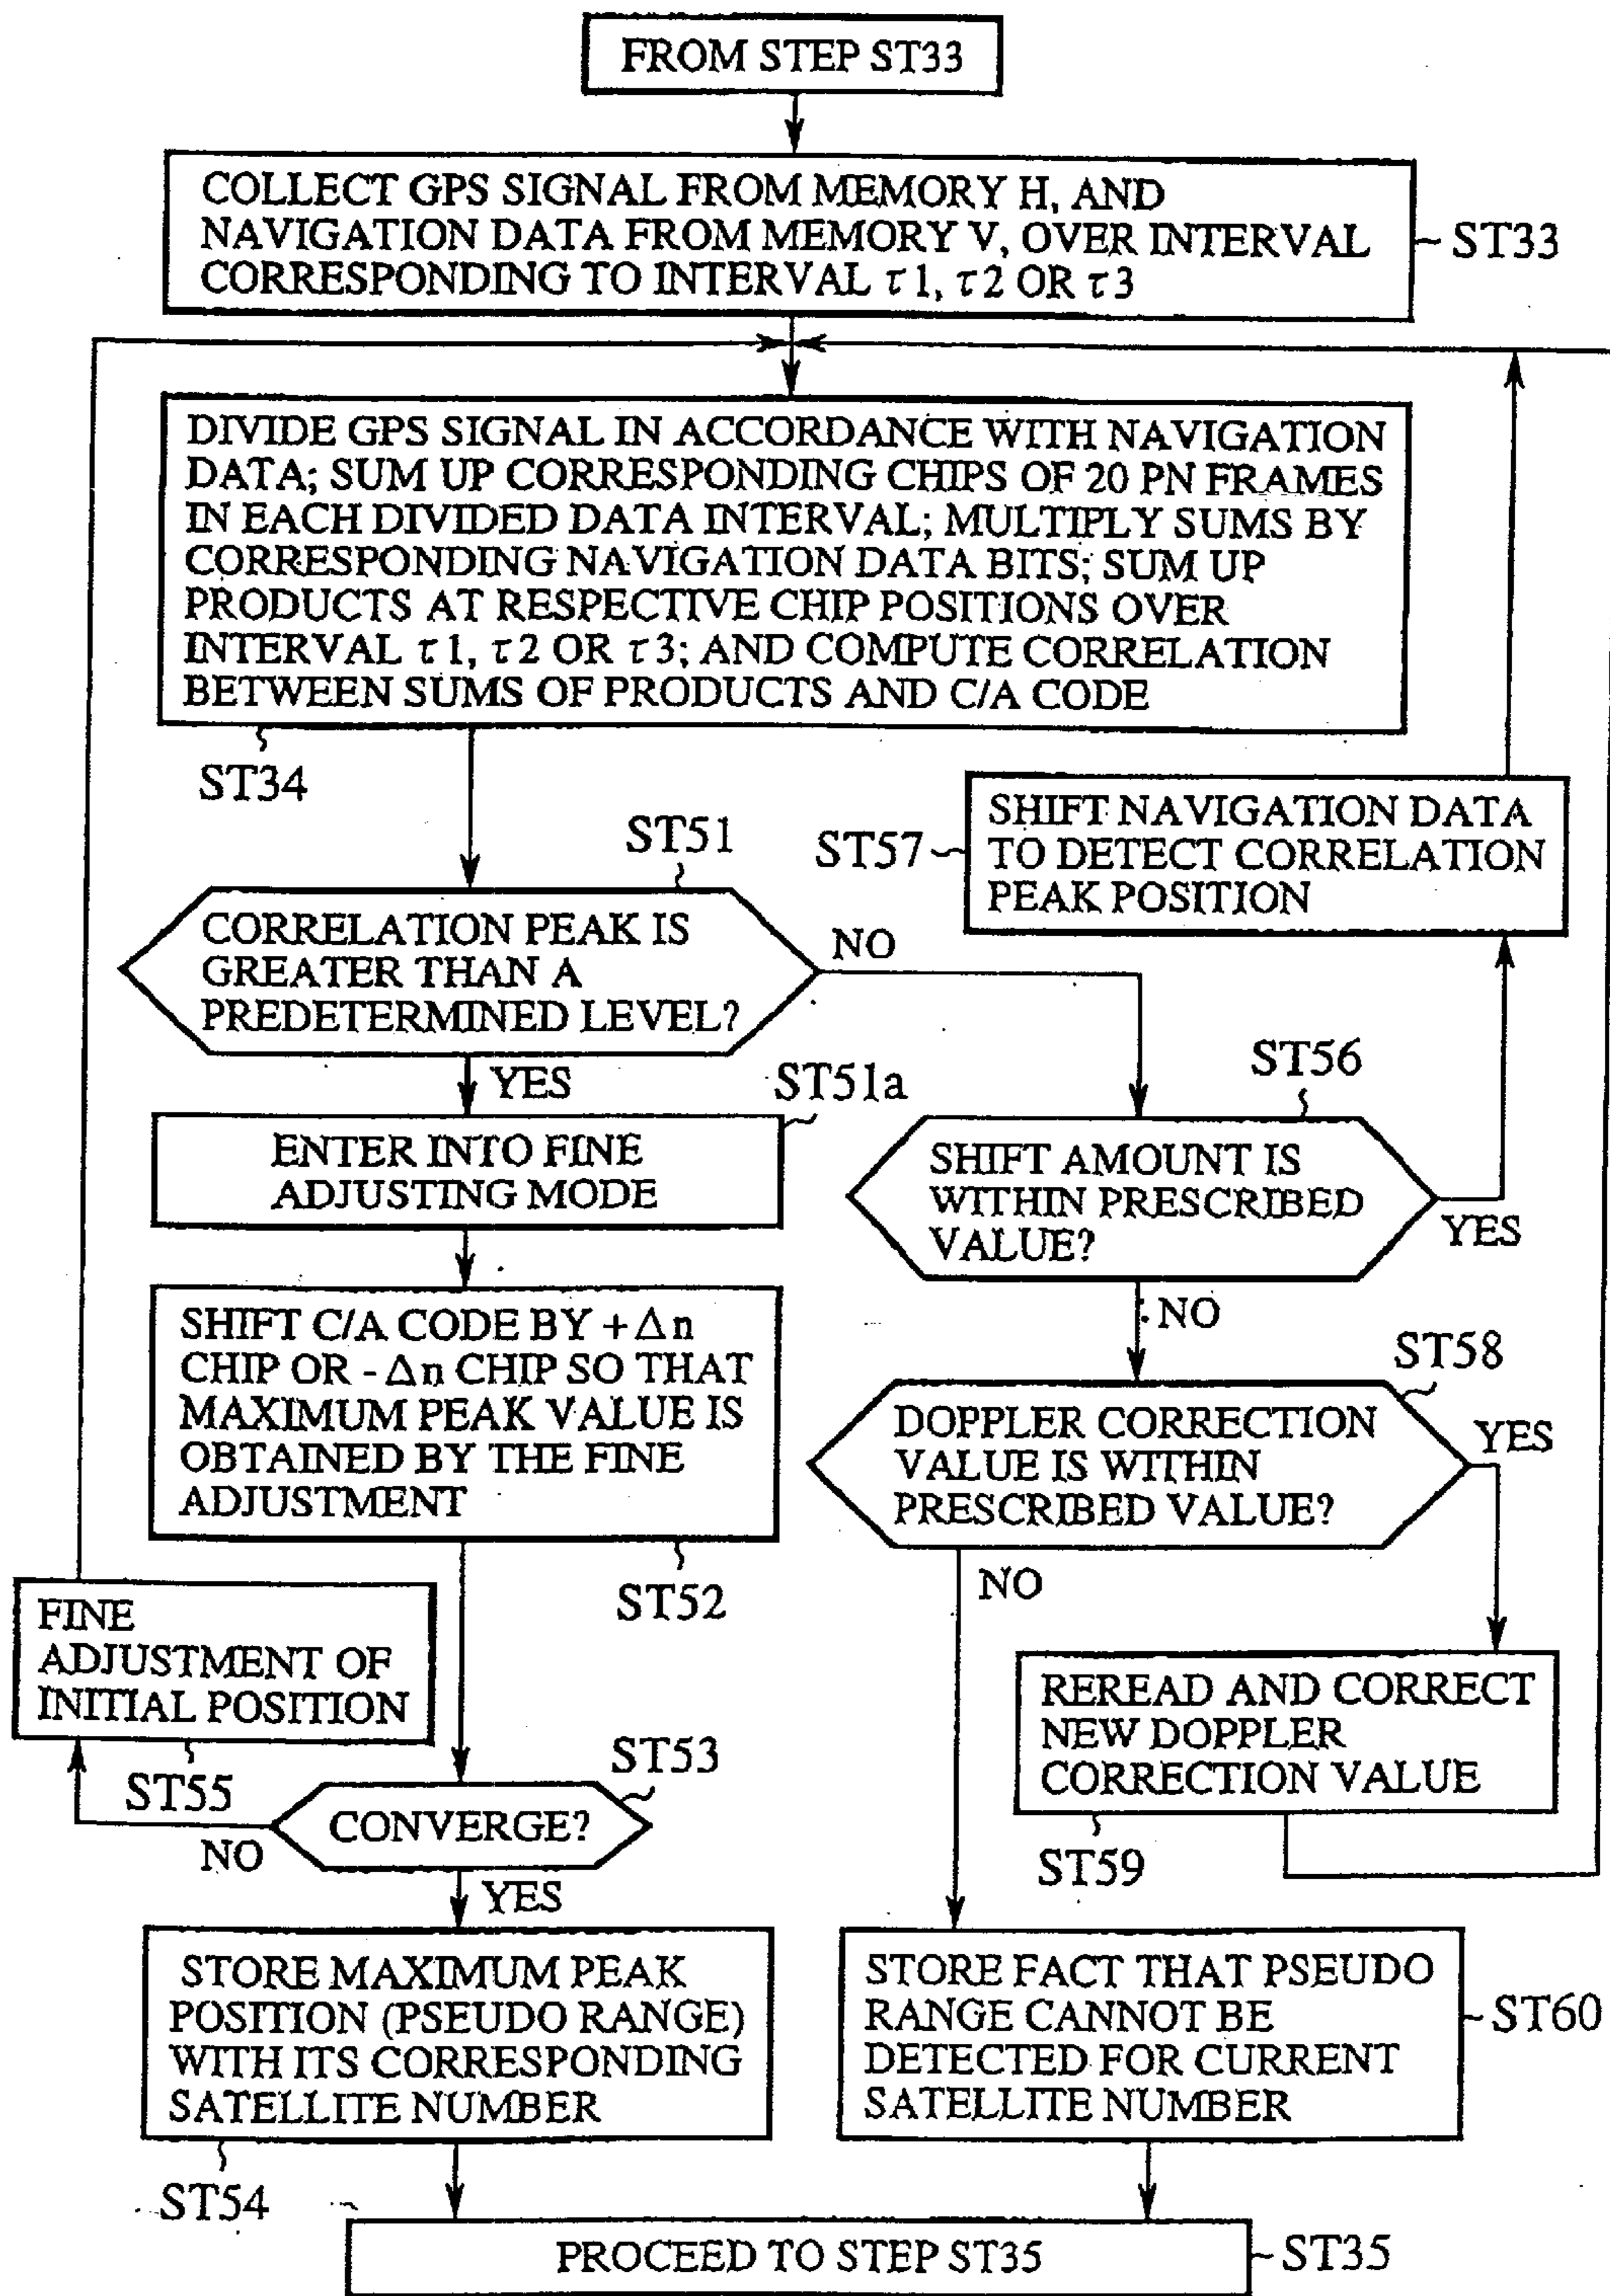 FROM STEP ST33
COLLECT GPS SIGNAL FROM MEMORY H, AND
NAVIGATION DATA FROM MEMORY V, OVER INTERVAL
CORRESPONDING TO INTERVAL τ1, τ2 OR τ3
ST33
DIVIDE GPS SIGNAL IN ACCORDANCE WITH NAVIGATION
DATA; SUM UP CORRESPONDING CHIPS OF 20 PN FRAMES
IN EACH DIVIDED DATA INTERVAL; MULTIPLY SUMS BY
CORRESPONDING NAVIGATION DATA BITS; SUM UP
PRODUCTS AT RESPECTIVE CHIP POSITIONS OVER
INTERVAL τ1, τ2 OR τ3; AND COMPUTE CORRELATION
BETWEEN SUMS OF PRODUCTS AND C/A CODE
ST34
ST51
CORRELATION PEAK IS
GREATER THAN A
PREDETERMINED LEVEL?
NO
YES
ST57
SHIFT NAVIGATION DATA
TO DETECT CORRELATION
PEAK POSITION
ST51a
ENTER INTO FINE
ADJUSTING MODE
ST56
SHIFT AMOUNT IS
WITHIN PRESCRIBED
VALUE?
YES
NO
SHIFT C/A CODE BY +Δn
CHIP OR -Δn CHIP SO THAT
MAXIMUM PEAK VALUE IS
OBTAINED BY THE FINE
ADJUSTMENT
ST52
ST58
DOPPLER CORRECTION
VALUE IS WITHIN
PRESCRIBED VALUE?
YES
NO
FINE
ADJUSTMENT OF
INITIAL POSITION
ST55
ST53
CONVERGE?
NO
YES
REREAD AND CORRECT
NEW DOPPLER
CORRECTION VALUE
ST59
STORE MAXIMUM PEAK
POSITION (PSEUDO RANGE)
WITH ITS CORRESPONDING
SATELLITE NUMBER
ST54
STORE FACT THAT PSEUDO
RANGE CANNOT BE
DETECTED FOR CURRENT
SATELLITE NUMBER
ST60
PROCEED TO STEP ST35
ST35